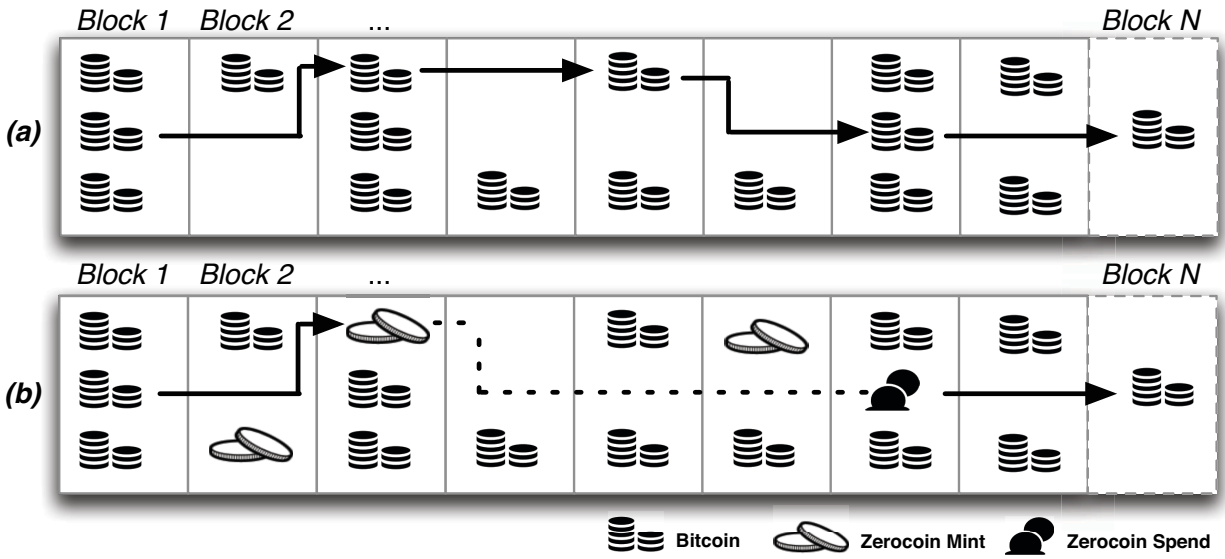 Block 1 Block 2 ... Block N
(a)
Block 1 Block 2 ... Block N
(b)
Bitcoin Zerocoin Mint Zerocoin Spend